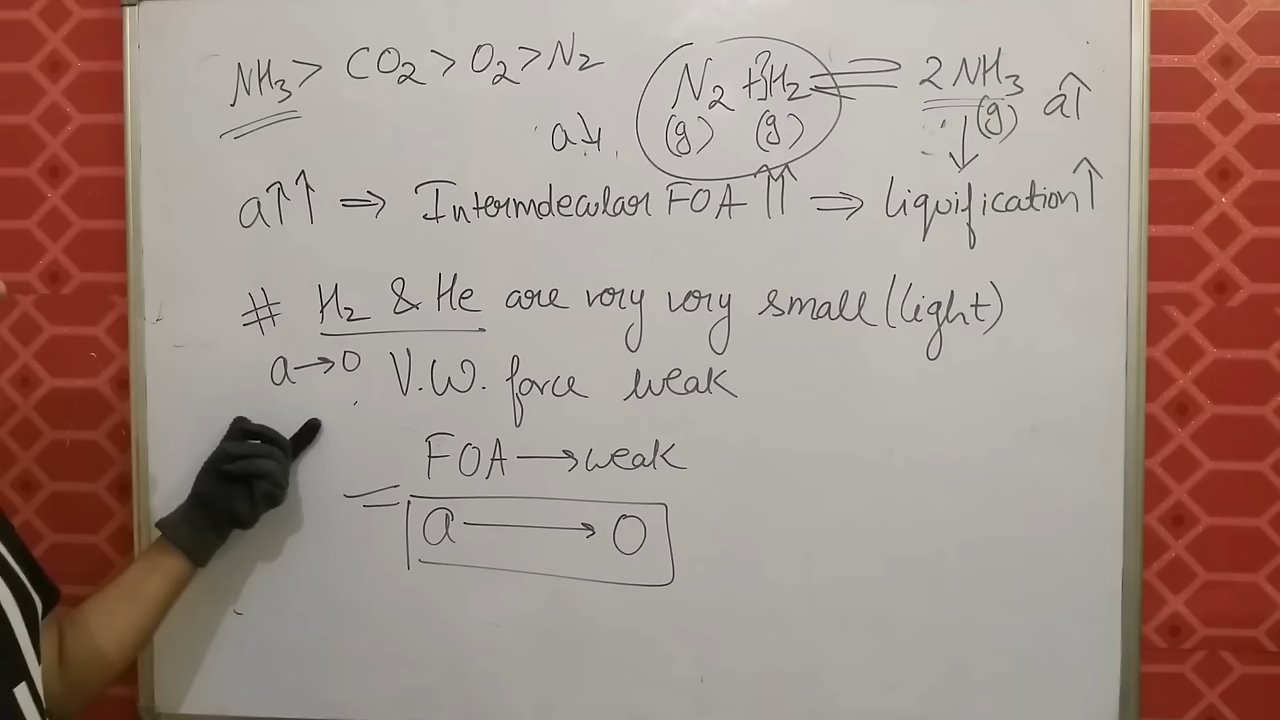 NH₃ > CO₂ > O₂ > N₂
N₂ + 3H₂ ⇌ 2NH₃
(g) (g) (g)
a↓ a↑
a↑↑ ⇒ Intermolecular FOA ↑↑ ⇒ liquification↑
# H₂ & He are very very small (light)
a→0 V.W. force weak
FOA → weak
= a → 0